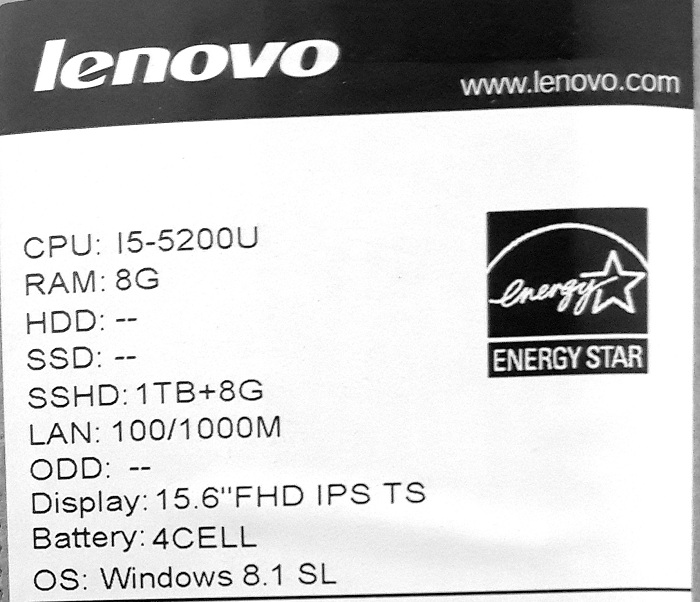 lenovo
www.lenovo.com
CPU: I5-5200U
RAM: 8G
HDD: --
SSD: --
SSHD: 1TB+8G
LAN: 100/1000M
ODD: --
Display: 15.6"FHD IPS TS
Battery: 4CELL
OS: Windows 8.1 SL
energy
ENERGY STAR